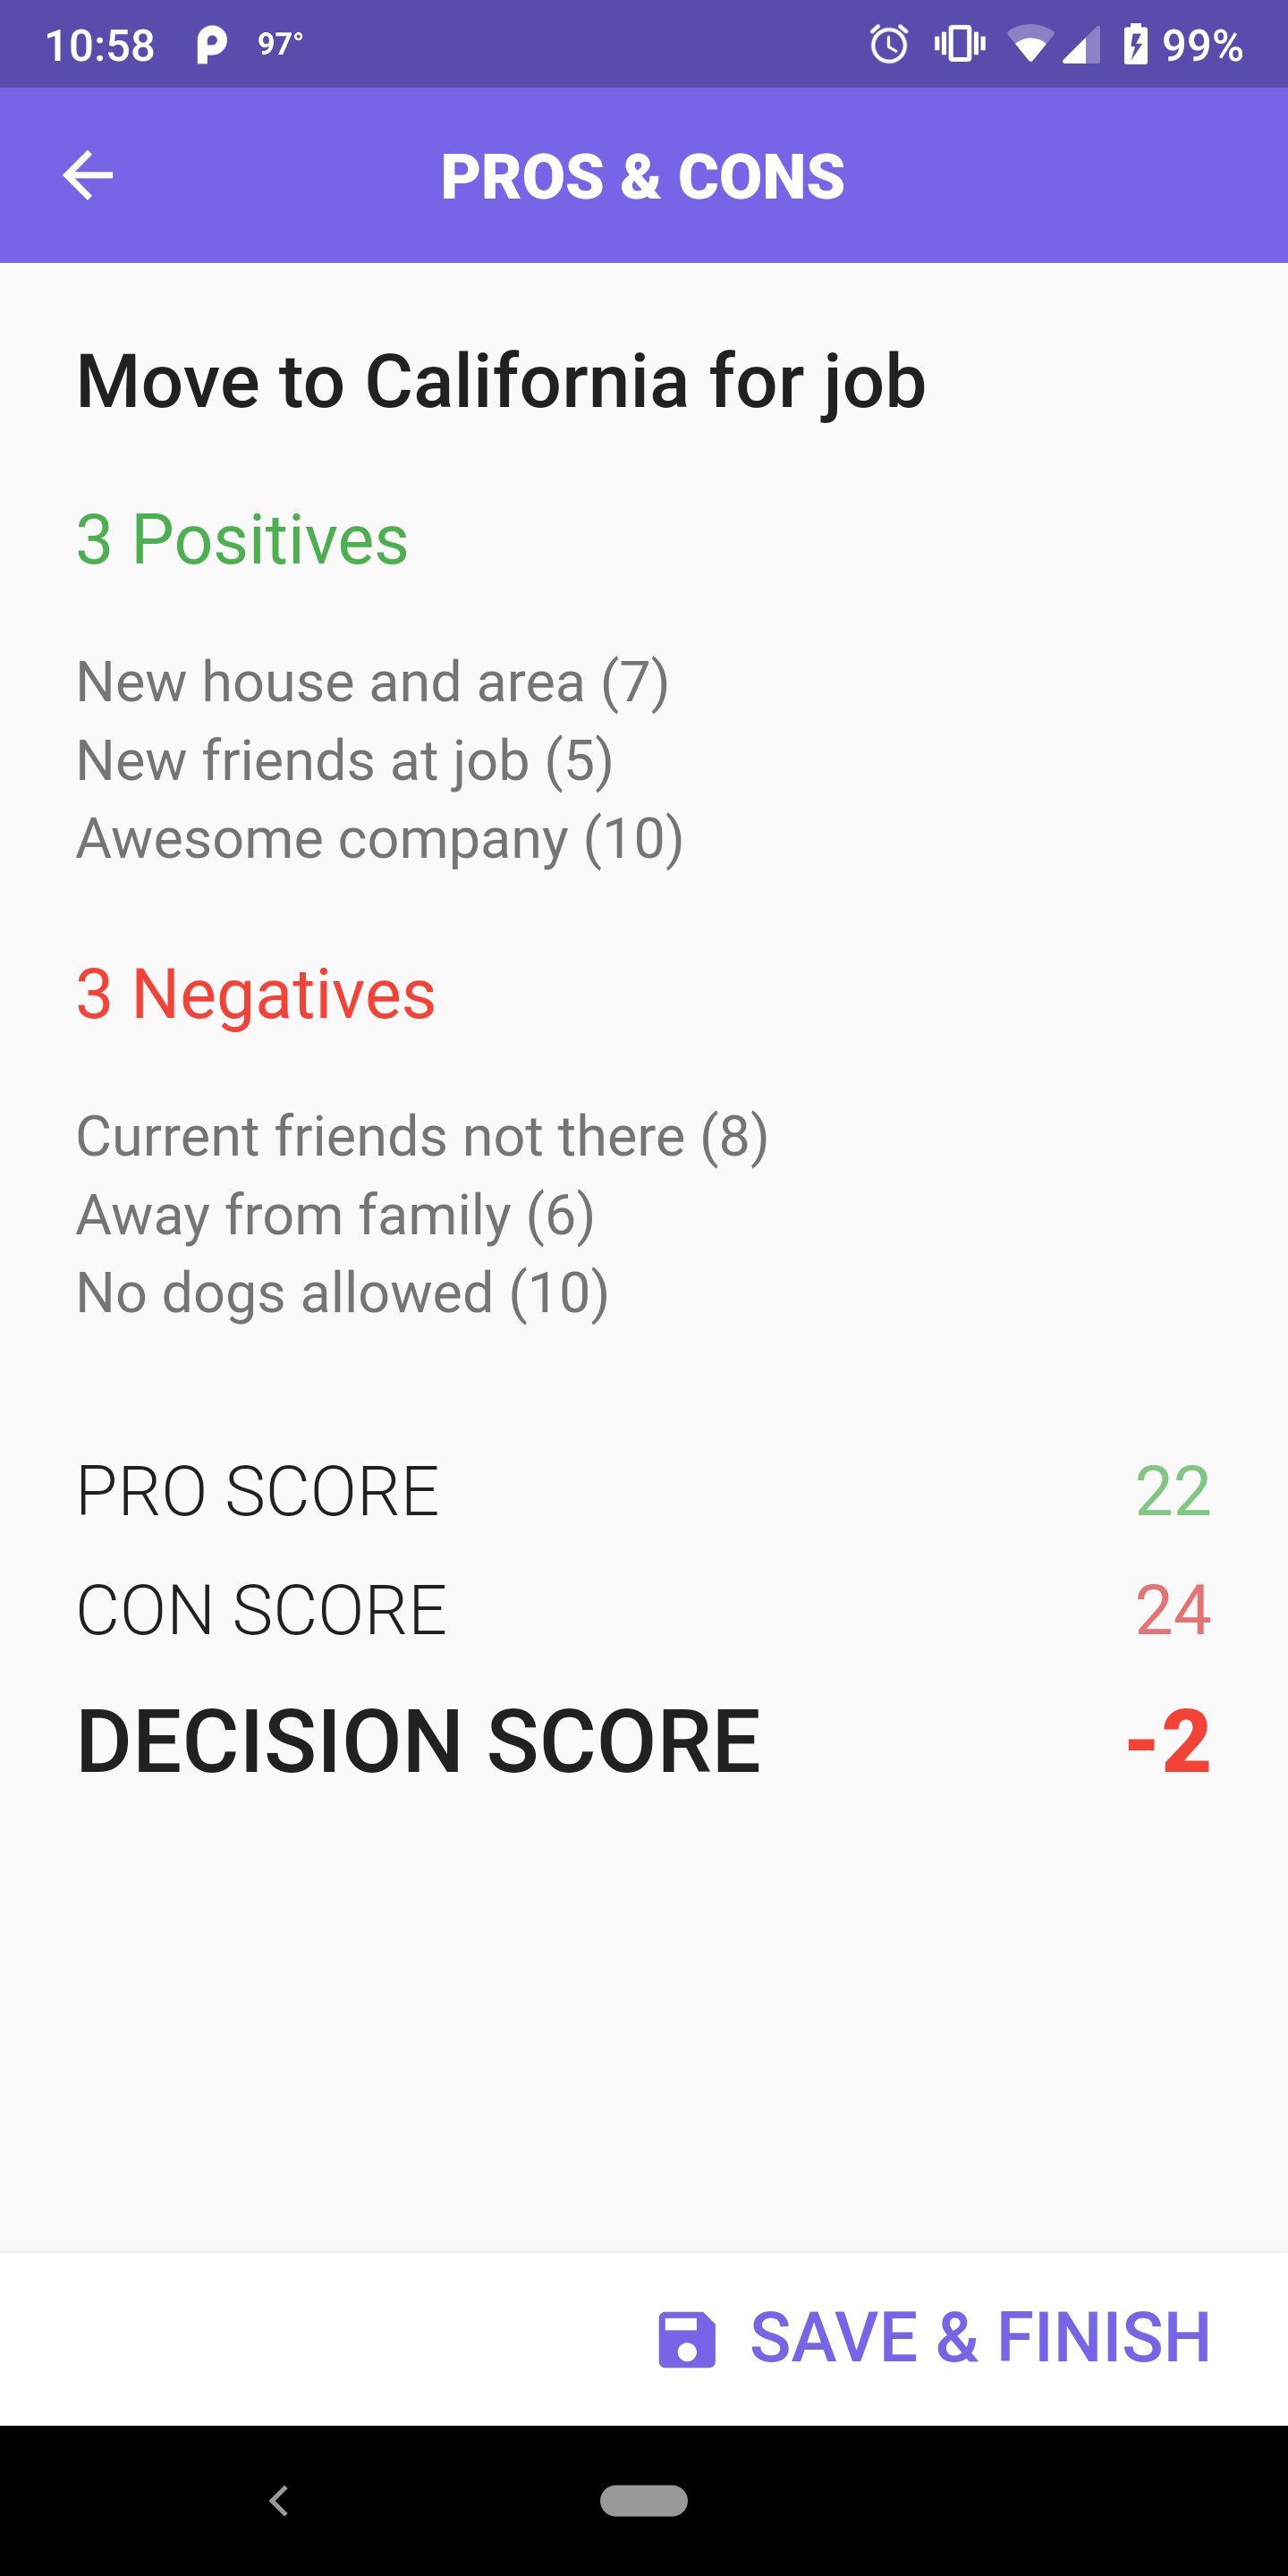 10:58 97° 99%
PROS & CONS
Move to California for job
3 Positives
New house and area (7)
New friends at job (5)
Awesome company (10)
3 Negatives
Current friends not there (8)
Away from family (6)
No dogs allowed (10)
PRO SCORE 22
CON SCORE 24
DECISION SCORE -2
SAVE & FINISH